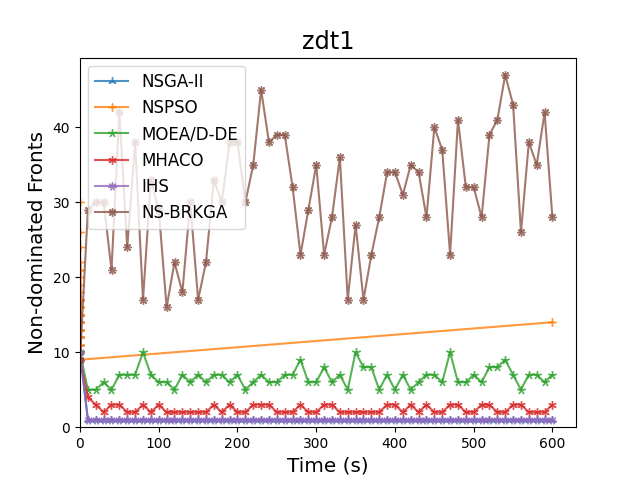 zdt1
NSGA-II
NSPSO
MOEA/D-DE
MHACO
IHS
NS-BRKGA
Non-dominated Fronts
40
30
20
10
0
0 100 200 300 400 500 600
Time (s)